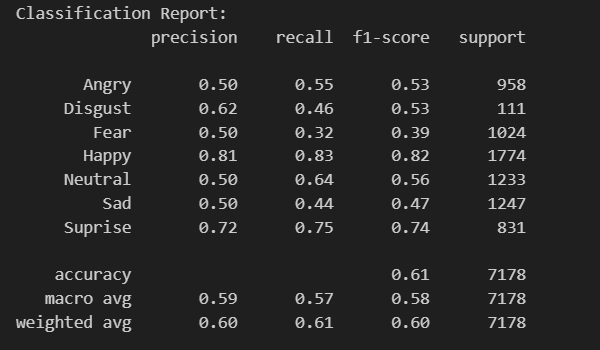 Classification Report:
precision recall f1-score support
Angry 0.50 0.55 0.53 958
Disgust 0.62 0.46 0.53 111
Fear 0.50 0.32 0.39 1024
Happy 0.81 0.83 0.82 1774
Neutral 0.50 0.64 0.56 1233
Sad 0.50 0.44 0.47 1247
Suprise 0.72 0.75 0.74 831
accuracy 0.61 7178
macro avg 0.59 0.57 0.58 7178
weighted avg 0.60 0.61 0.60 7178